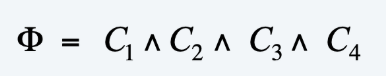 Φ = C₁ ∧ C₂ ∧ C₃ ∧ C₄